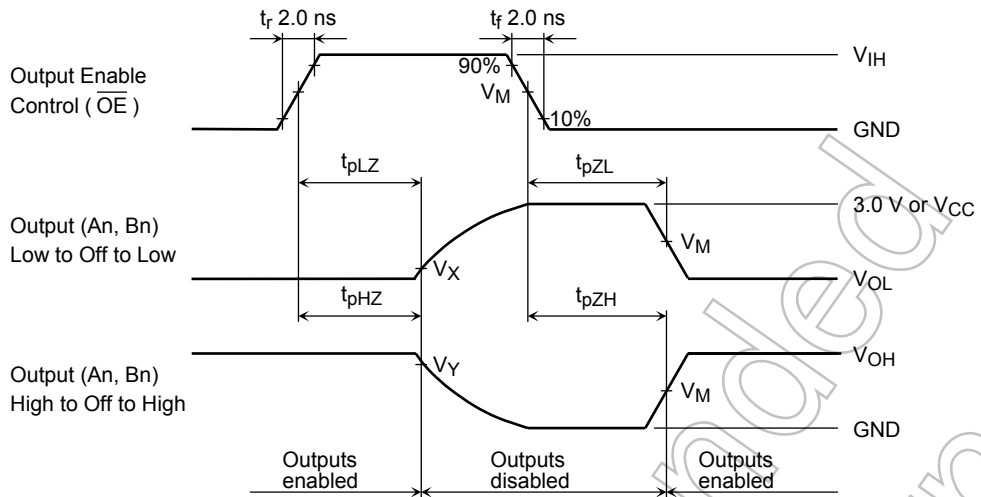 tr 2.0 ns
tf 2.0 ns
Output Enable
Control ( OE )
90%
VM
10%
VIH
GND
tpLZ
tpZL
Output (An, Bn)
Low to Off to Low
VX
VM
3.0 V or VCC
VOL
tpHZ
tpZH
Output (An, Bn)
High to Off to High
VY
VM
VOH
GND
Outputs
enabled
Outputs
disabled
Outputs
enabled